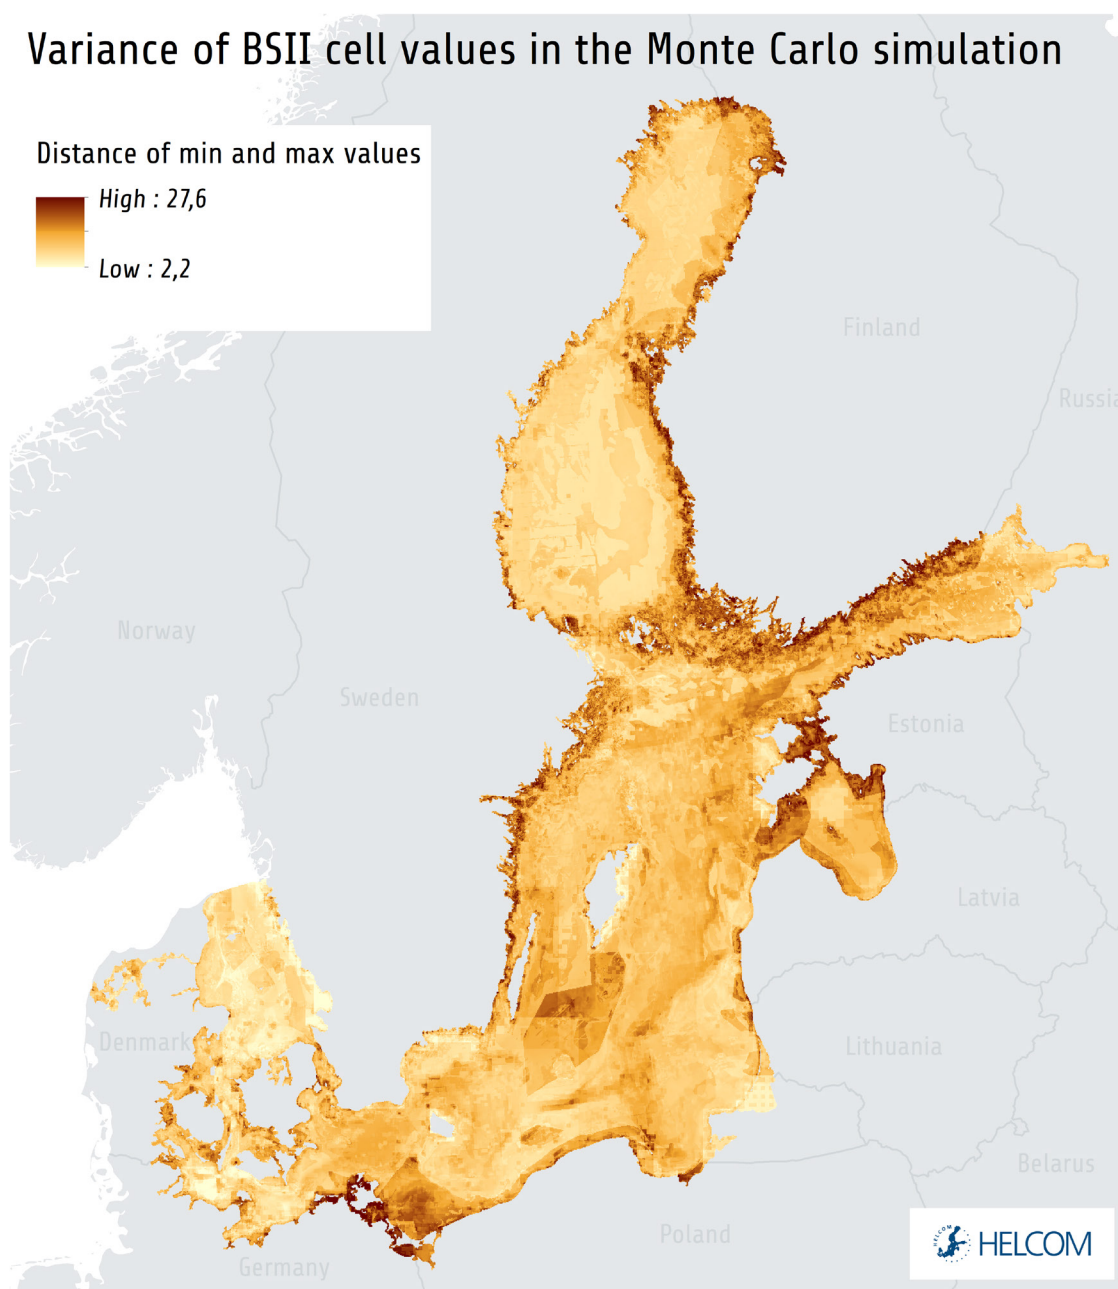 Variance of BSII cell values in the Monte Carlo simulation
Distance of min and max values
High : 27,6
Low : 2,2
Finland
Russia
Norway
Sweden
Estonia
Latvia
Denmark
Lithuania
Belarus
Poland
Germany
HELCOM
HELCOM